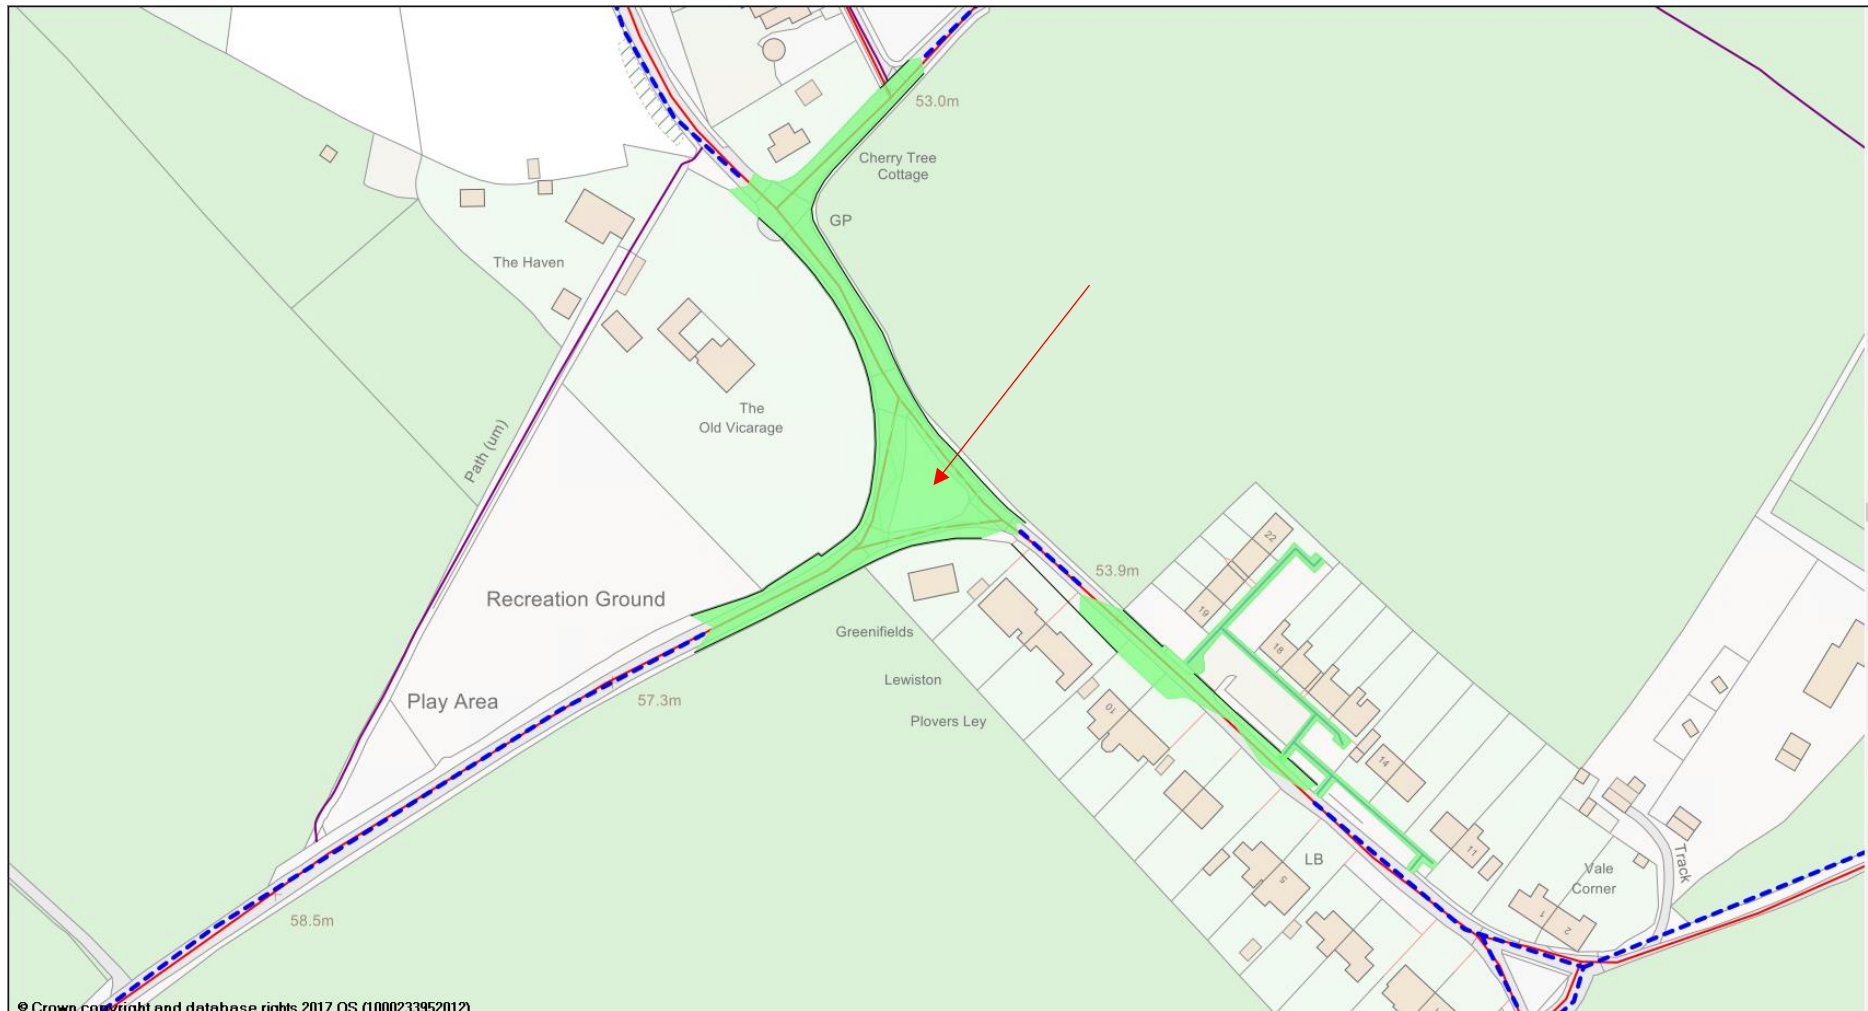 53.0m
Cherry Tree
Cottage
GP
The Haven
The
Old Vicarage
Path (um)
22
53.9m
19
Recreation Ground
Greenifields
18
Lewiston
Play Area
57.3m
10
Plovers Ley
14
11
LB
5
Vale
Corner
Track
1
2
58.5m
© Crown copyright and database rights 2017 OS (1000233952012)